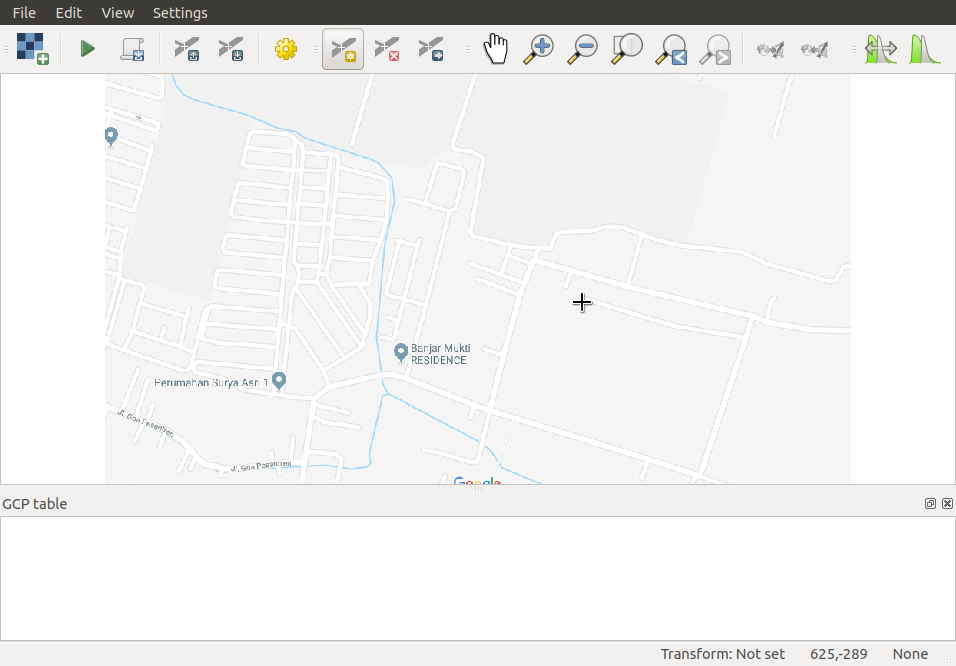 File Edit View Settings
Banjar Mukti
RESIDENCE
Perumahan Surya Asri 1
Jl. Goa Pesantren
Jl. Goa Pesantren
Google
GCP table
Transform: Not set 625,-289 None